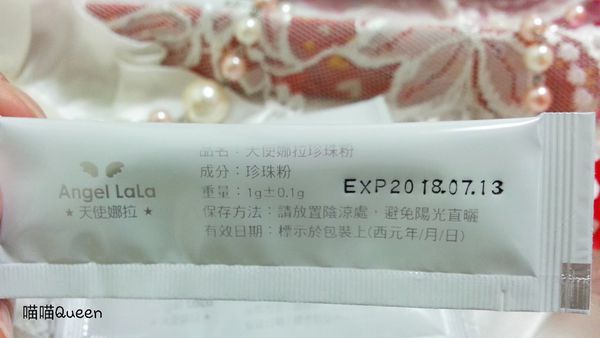 品名：天使娜拉珍珠粉
成分：珍珠粉
重量：1g±0.1g
保存方法：請放置陰涼處，避免陽光直曬
有效日期：標示於包裝上(西元年/月/日)
EXP2018.07.13
Angel LaLa
★天使娜拉★
喵喵Queen